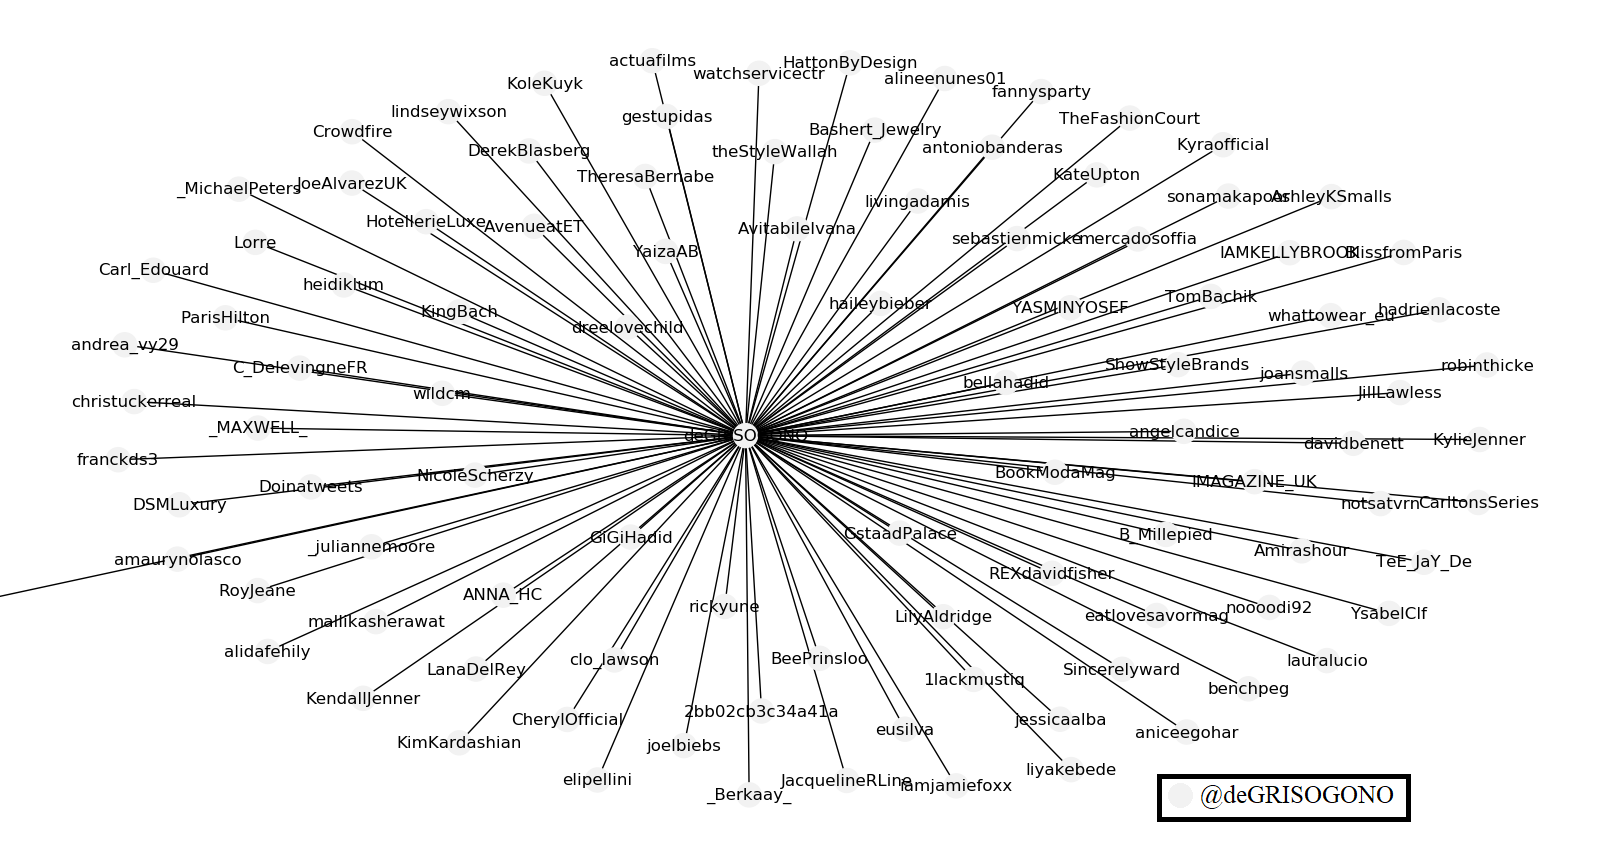 actuafilms
HattonByDesign
watchservicectr
alineenunes01
KoleKuyk
fannysparty
lindseywixson
gestupidas
TheFashionCourt
Crowdfire
Bashert_Jewelry
Kyraofficial
antoniobanderas
DerekBlasberg
theStyleWallah
KateUpton
TheresaBernabe
JoeAlvarezUK
_MichaelPeters
sonamakapoor
AshleyKSmalls
livingadamis
HotellerieLuxe
AvenueatET
AvitabileIvana
sebastienmicke
mercadosoffia
Lorre
YaizaAB
IAMKELLYBROOK
BlissfromParis
Carl_Edouard
heidiklum
TomBachik
haileybieber
YASMINYOSEF
hadrienlacoste
KingBach
whattowear_eu
ParisHilton
dreelovechild
andrea_vy29
ShowStyleBrands
robinthicke
C_DelevingneFR
joansmalls
bellahadid
wildcm
JillLawless
christuckerreal
_MAXWELL_
angelcandice
deGRISOGONO
KylieJenner
davidbenett
franckds3
BookModaMag
NicoleScherzy
IMAGAZINE_UK
Doinatweets
notsatvrn
CarltonsSeries
DSMLuxury
GstaadPalace
B_Millepied
GiGiHadid
_juliannemoore
Amirashour
amaurynolasco
TeE_JaY_De
REXdavidfisher
RoyJeane
ANNA_HC
rickyune
noooodi92
YsabelClf
eatlovesavormag
LilyAldridge
mallikasherawat
alidafehily
BeePrinsloo
clo_lawson
lauralucio
LanaDelRey
Sincerelyward
1lackmustiq
benchpeg
KendallJenner
2bb02cb3c34a41a
CherylOfficial
jessicaalba
eusilva
aniceegohar
KimKardashian
joelbiebs
liyakebede
elipellini
JacquelineRLine
iamjamiefoxx
_Berkaay_
@deGRISOGONO